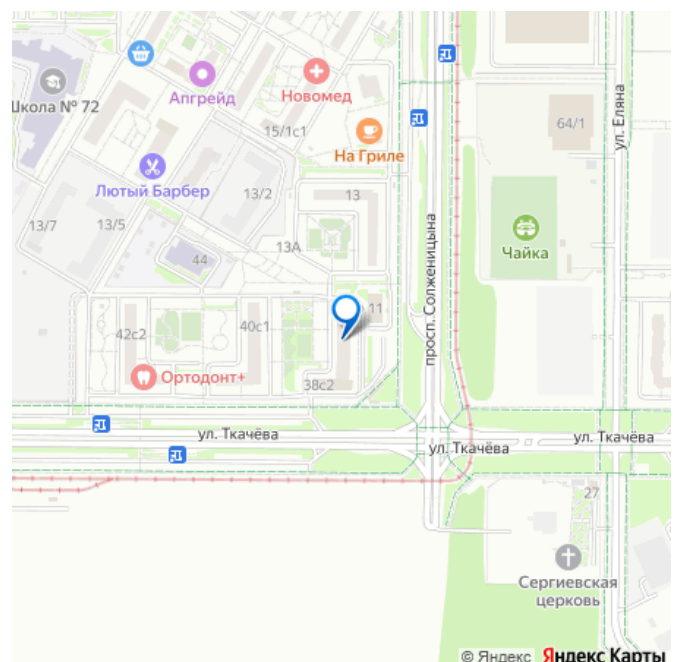 Школа № 72
Апгрейд
Новомед
15/1с1
На Гриле
64/1
ул. Еляна
Лютый Барбер
13/2
13
13/7
13/5
13А
44
Чайка
просп. Солженицына
11
40с1
42с2
Ортодонт+
38с2
ул. Ткачёва
ул. Ткачёва
ул. Ткачёва
27
Сергиевская
церковь
© Яндекс Яндекс Карты